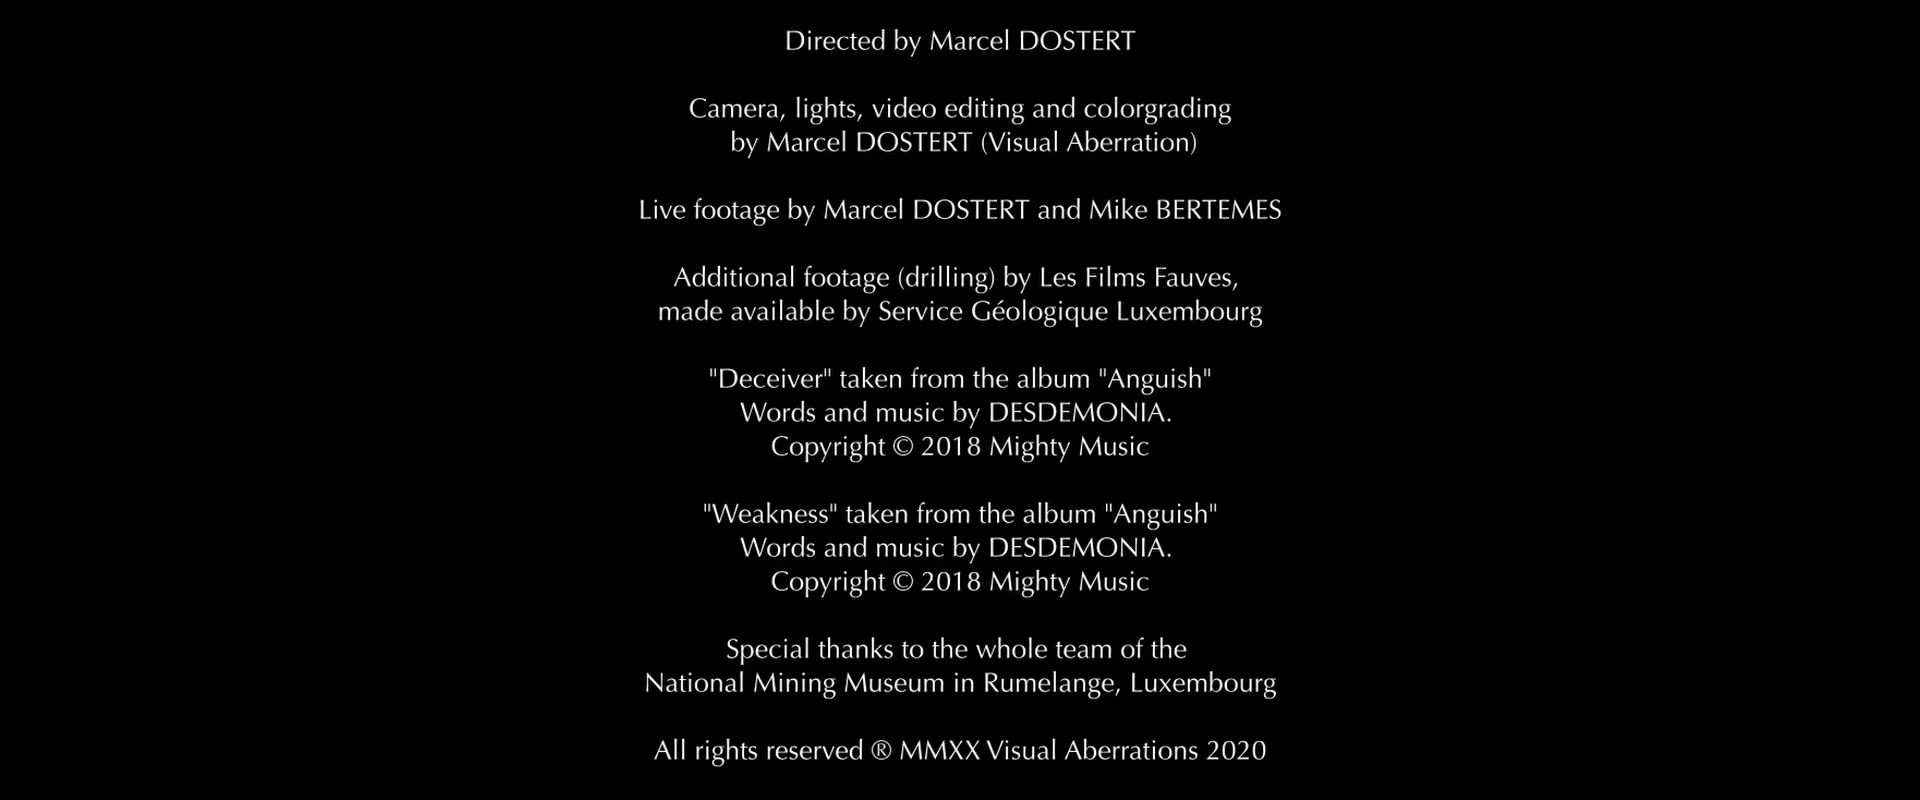 Directed by Marcel DOSTERT
Camera, lights, video editing and colorgrading
by Marcel DOSTERT (Visual Aberration)
Live footage by Marcel DOSTERT and Mike BERTEMES
Additional footage (drilling) by Les Films Fauves,
made available by Service Géologique Luxembourg
"Deceiver" taken from the album "Anguish"
Words and music by DESDEMONIA.
Copyright © 2018 Mighty Music
"Weakness" taken from the album "Anguish"
Words and music by DESDEMONIA.
Copyright © 2018 Mighty Music
Special thanks to the whole team of the
National Mining Museum in Rumelange, Luxembourg
All rights reserved ® MMXX Visual Aberrations 2020